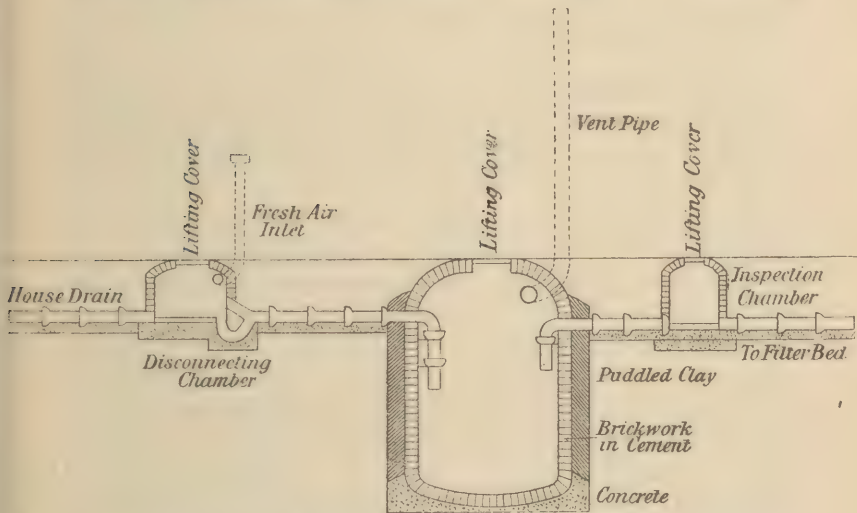 Vent Pipe
Lifting Cover
Fresh Air
Inlet
Lifting Cover
Lifting Cover
House Drain
Inspection
Chamber
Disconnecting
Chamber
To Filter Bed.
Puddled Clay
Brickwork
in Cement
Concrete